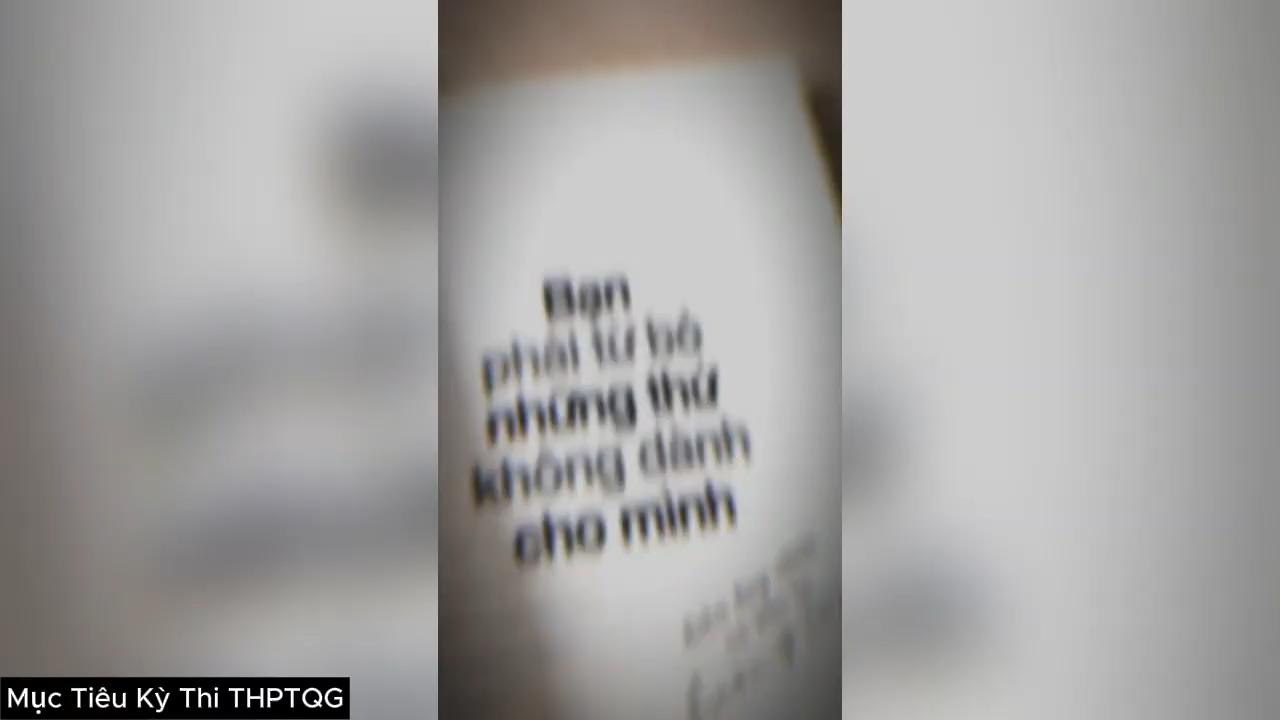 Bạn
phải từ bỏ
những thứ
không dành
cho mình
Mục Tiêu Kỳ Thi THPTQG